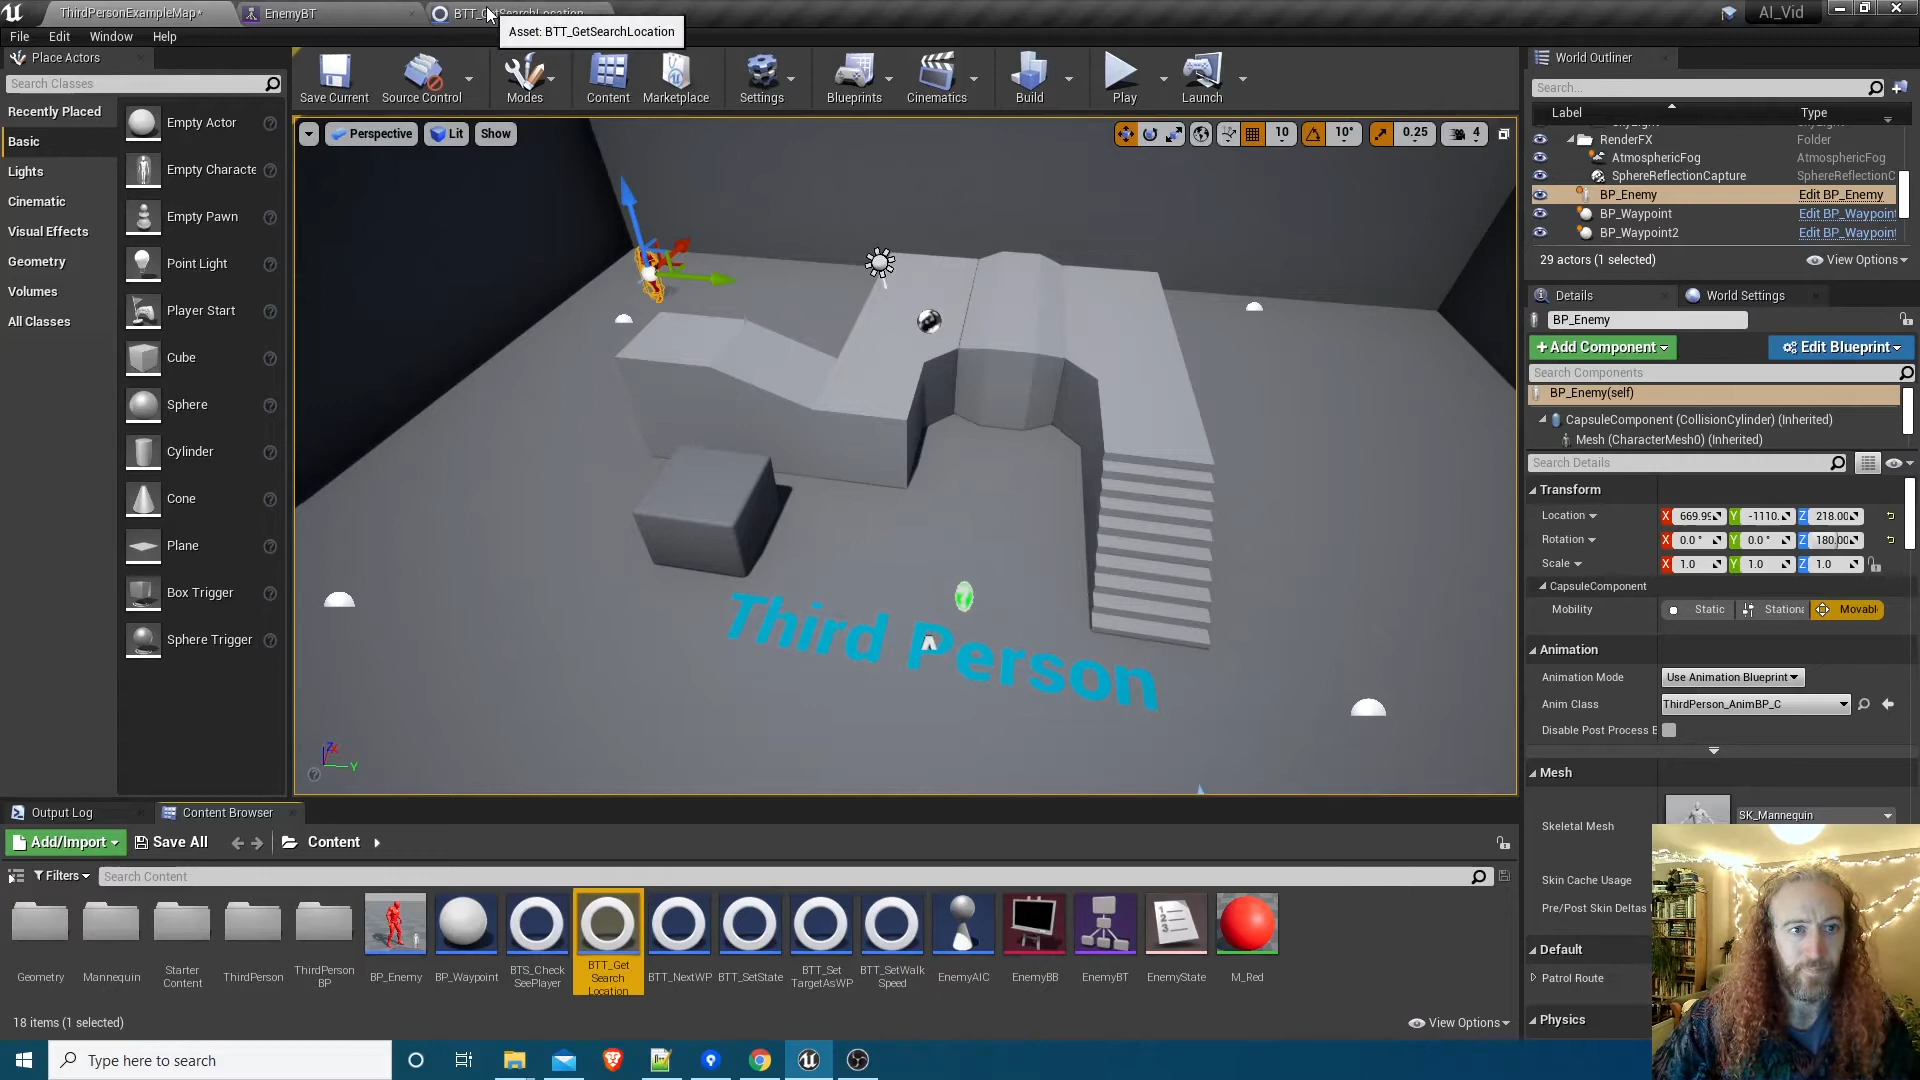 ThirdPersonExampleMap*
EnemyBT
BTT_GetSearchLocation
AI_Vid
Asset: BTT_GetSearchLocation
File
Edit
Window
Help
Place Actors
Search Classes
Recently Placed
Basic
Lights
Cinematic
Visual Effects
Geometry
Volumes
All Classes
Empty Actor
Empty Characte
Empty Pawn
Point Light
Player Start
Cube
Sphere
Cylinder
Cone
Plane
Box Trigger
Sphere Trigger
Save Current
Source Control
Modes
Content
Marketplace
Settings
Blueprints
Cinematics
Build
Play
Launch
Perspective
Lit
Show
10
10°
0.25
4
Third Person
World Outliner
Search...
Label
Type
RenderFX
Folder
AtmosphericFog
AtmosphericFog
SphereReflectionCapture
SphereReflectionC
BP_Enemy
Edit BP_Enemy
BP_Waypoint
Edit BP_Waypoint
BP_Waypoint2
Edit BP_Waypoint
29 actors (1 selected)
View Options
Details
World Settings
BP_Enemy
+Add Component
Edit Blueprint
Search Components
BP_Enemy(self)
CapsuleComponent (CollisionCylinder) (Inherited)
Mesh (CharacterMesh0) (Inherited)
Search Details
Transform
Location
X 669.99
Y -1110.
Z 218.00
Rotation
X 0.0 °
Y 0.0 °
Z 180.00
Scale
X 1.0
Y 1.0
Z 1.0
CapsuleComponent
Mobility
Static
Stationa
Movabl
Animation
Animation Mode
Use Animation Blueprint
Anim Class
ThirdPerson_AnimBP_C
Disable Post Process B
Mesh
Skeletal Mesh
SK_Mannequin
Skin Cache Usage
Pre/Post Skin Deltas
Default
Patrol Route
Physics
Output Log
Content Browser
Add/Import
Save All
Content
Filters
Search Content
Geometry
Mannequin
Starter
Content
ThirdPerson
ThirdPerson
BP
BP_Enemy
BP_Waypoint
BTS_Check
SeePlayer
BTT_Get
Search
Location
BTT_NextWP
BTT_SetState
BTT_Set
TargetAsWP
BTT_SetWalk
Speed
EnemyAIC
EnemyBB
EnemyBT
EnemyState
M_Red
18 items (1 selected)
View Options
Type here to search